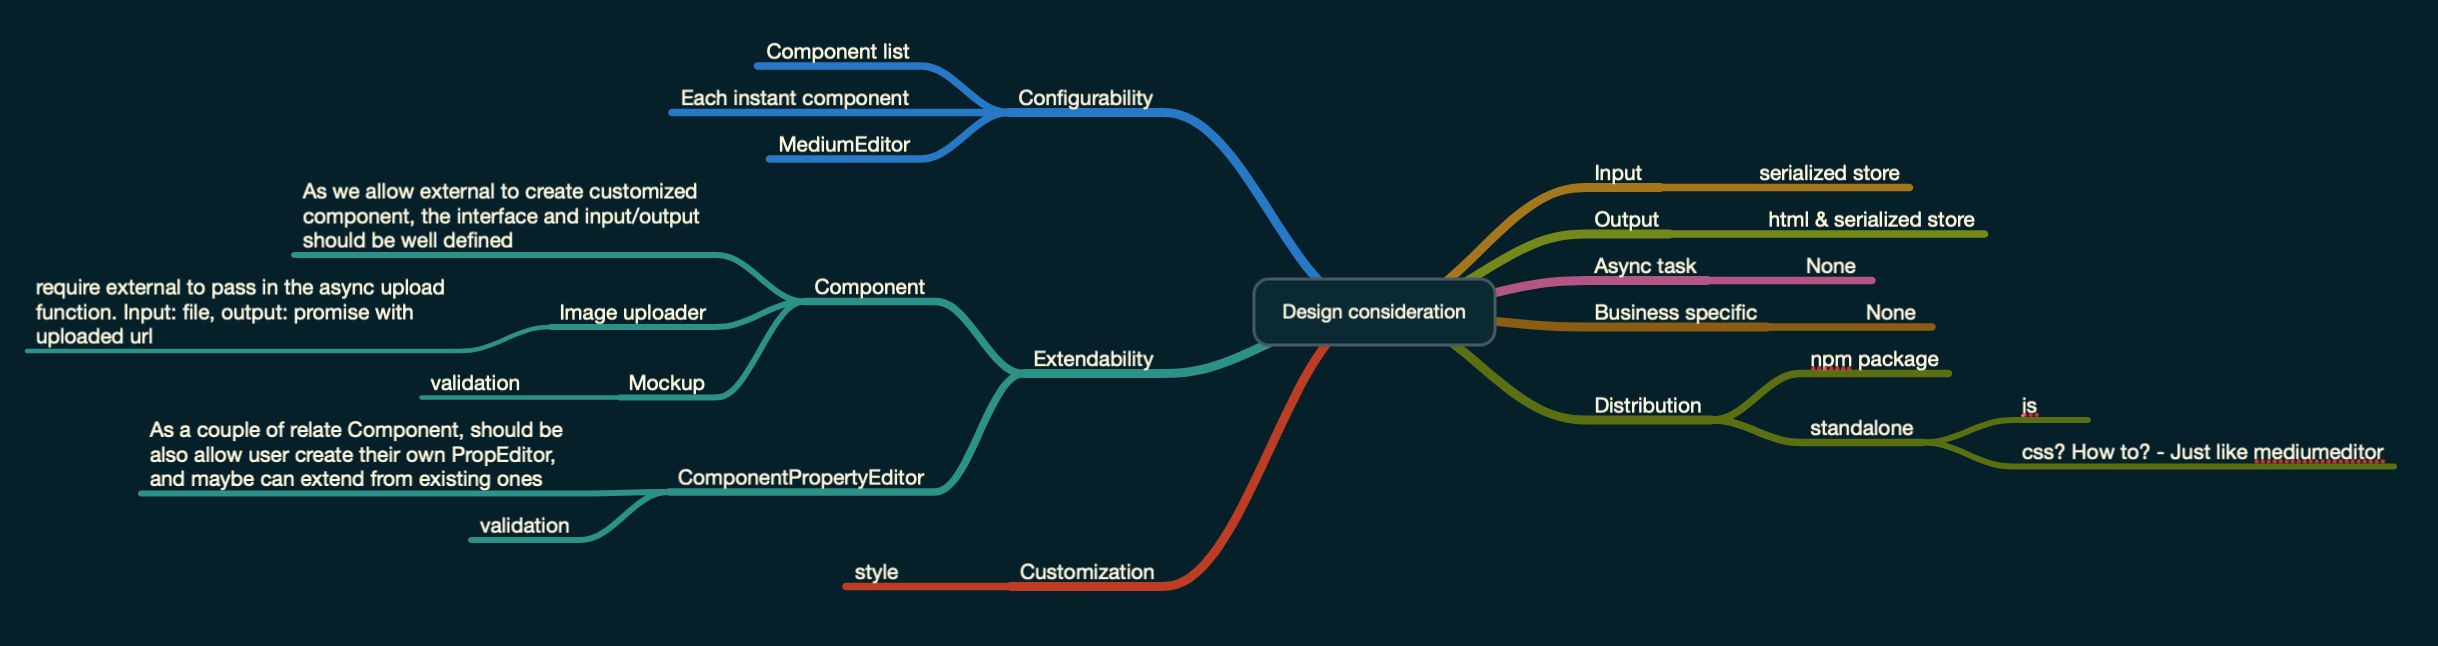 Component list
Each instant component
Configurability
MediumEditor
As we allow external to create customized
component, the interface and input/output
should be well defined
Component
require external to pass in the async upload
function. Input: file, output: promise with
uploaded url
Image uploader
validation
Mockup
Extendability
As a couple of relate Component, should be
also allow user create their own PropEditor,
and maybe can extend from existing ones
ComponentPropertyEditor
validation
style
Customization
Design consideration
Input
serialized store
Output
html & serialized store
Async task
None
Business specific
None
Distribution
npm package
standalone
js
css? How to? - Just like mediumeditor